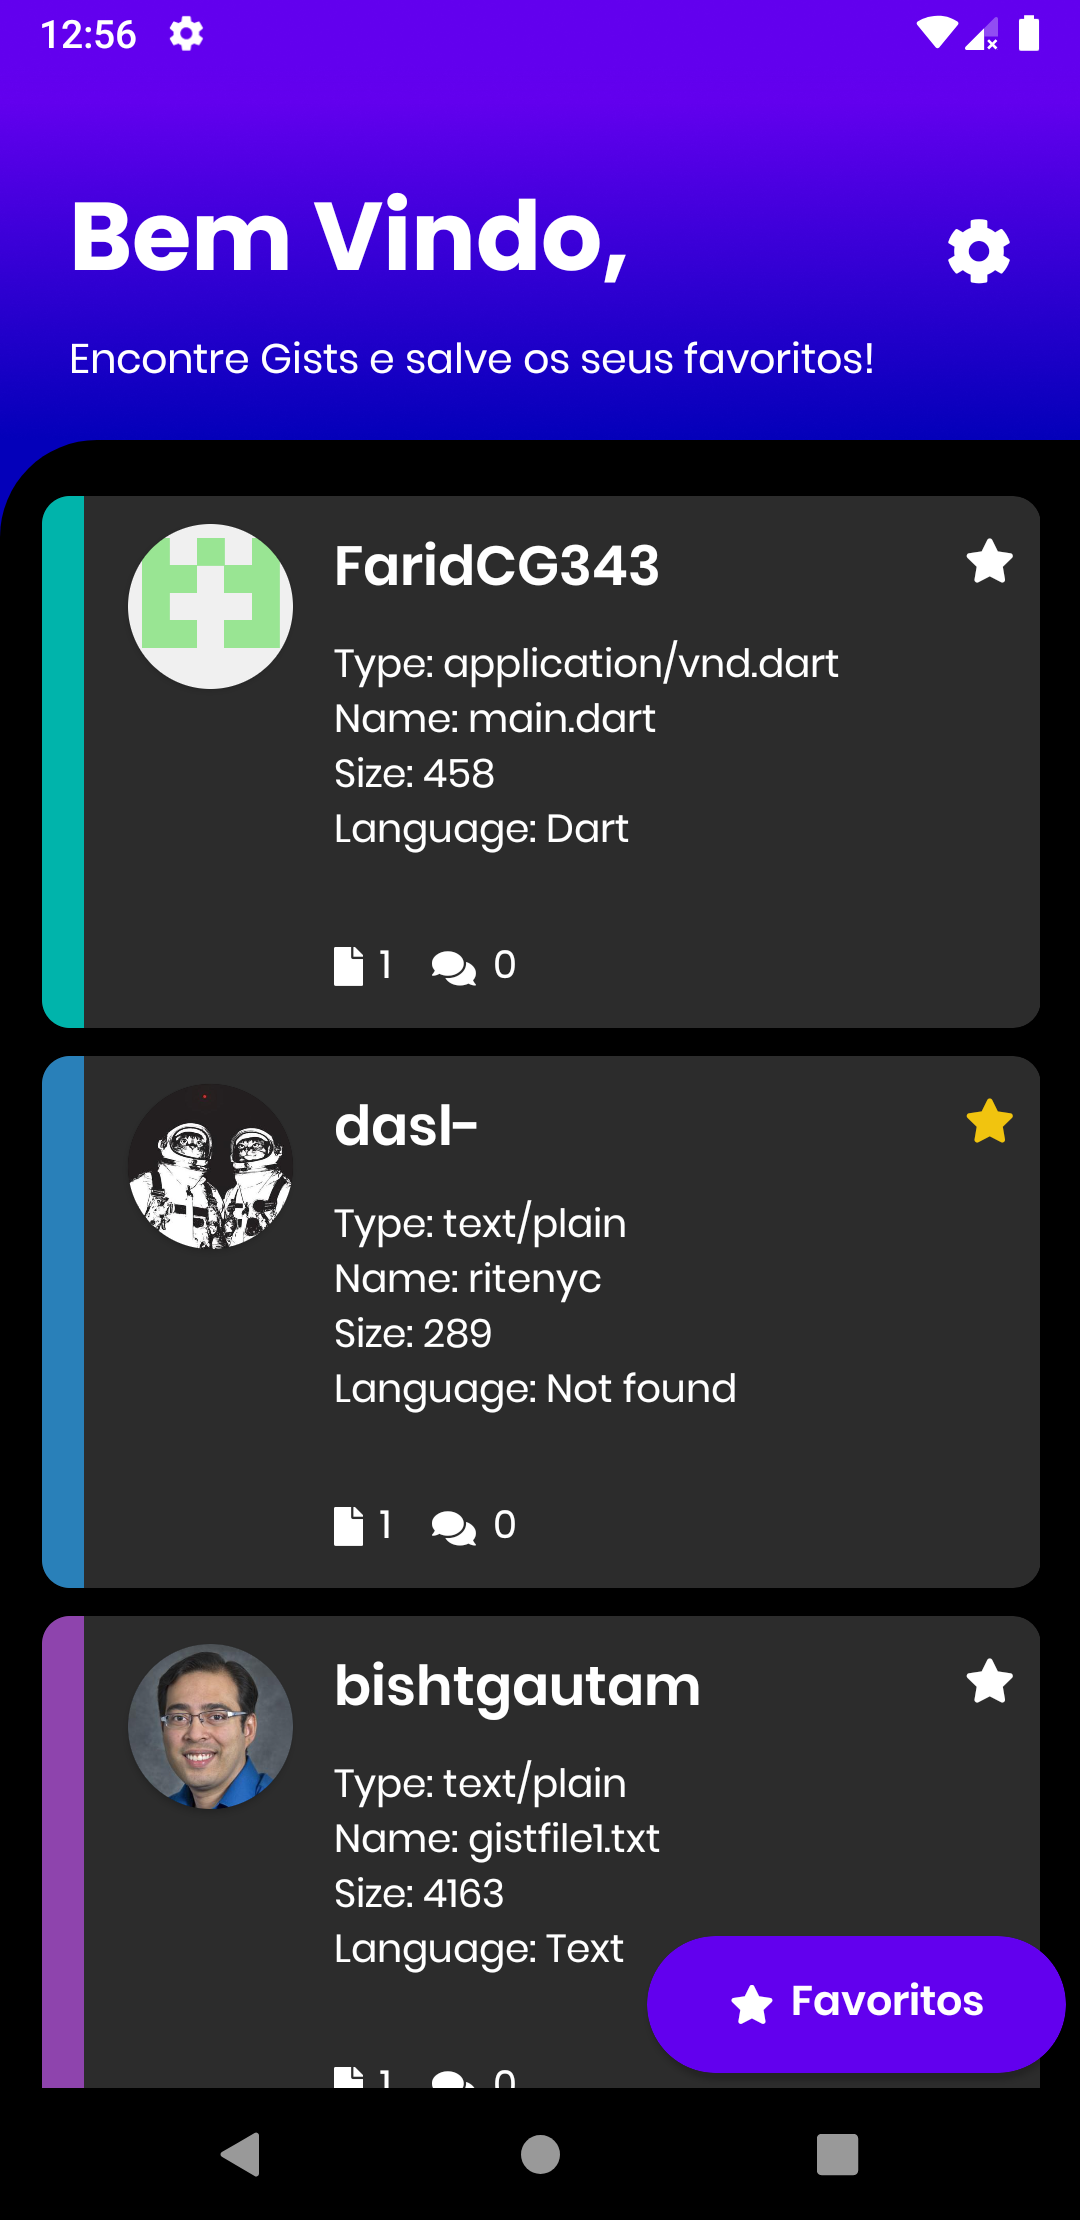 12:56
Bem Vindo,
Encontre Gists e salve os seus favoritos!
FaridCG343
Type: application/vnd.dart
Name: main.dart
Size: 458
Language: Dart
1 0
dasl-
Type: text/plain
Name: ritenyc
Size: 289
Language: Not found
1 0
bishtgautam
Type: text/plain
Name: gistfile1.txt
Size: 4163
Language: Text
Favoritos
1 0